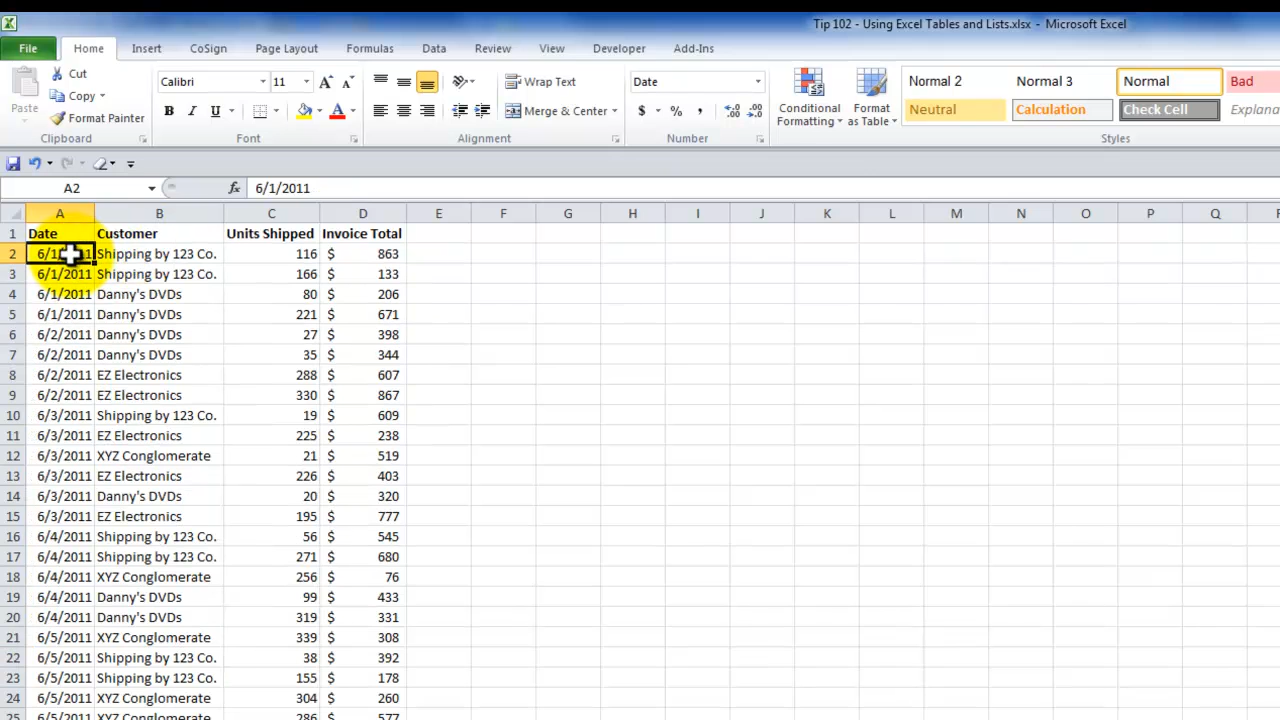 Tip 102 - Using Excel Tables and Lists.xlsx - Microsoft Excel
File Home Insert CoSign Page Layout Formulas Data Review View Developer Add-Ins
Cut
Copy
Format Painter
Paste
Clipboard
Calibri 11
B I U
Font
Wrap Text
Merge & Center
Alignment
Date
$ % ,
Number
Conditional Formatting
Format as Table
Normal 2 Normal 3 Normal Bad
Neutral Calculation Check Cell Explana
Styles
A2 fx 6/1/2011
A B C D E F G H I J K L M N O P Q
1 Date Customer Units Shipped Invoice Total
2 Shipping by 123 Co. 116 $ 863
3 6/1/2011 Shipping by 123 Co. 166 $ 133
4 6/1/2011 Danny's DVDs 80 $ 206
5 6/1/2011 Danny's DVDs 221 $ 671
6 6/2/2011 Danny's DVDs 27 $ 398
7 6/2/2011 Danny's DVDs 35 $ 344
8 6/2/2011 EZ Electronics 288 $ 607
9 6/2/2011 EZ Electronics 330 $ 867
10 6/3/2011 Shipping by 123 Co. 19 $ 609
11 6/3/2011 EZ Electronics 225 $ 238
12 6/3/2011 XYZ Conglomerate 21 $ 519
13 6/3/2011 EZ Electronics 226 $ 403
14 6/3/2011 Danny's DVDs 20 $ 320
15 6/3/2011 EZ Electronics 195 $ 777
16 6/4/2011 Shipping by 123 Co. 56 $ 545
17 6/4/2011 Shipping by 123 Co. 271 $ 680
18 6/4/2011 XYZ Conglomerate 256 $ 76
19 6/4/2011 Danny's DVDs 99 $ 433
20 6/4/2011 Danny's DVDs 319 $ 331
21 6/5/2011 XYZ Conglomerate 339 $ 308
22 6/5/2011 Shipping by 123 Co. 38 $ 392
23 6/5/2011 Shipping by 123 Co. 155 $ 178
24 6/5/2011 XYZ Conglomerate 304 $ 260
25 6/5/2011 XYZ Conglomerate 286 $ 577